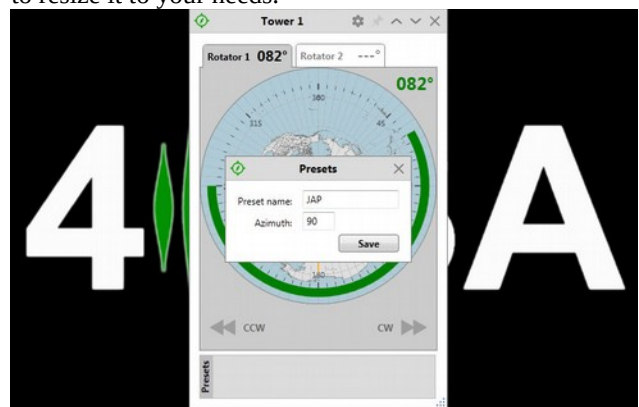 to resize it to your needs.
Tower 1
Rotator 1 082° Rotator 2 ---°
082°
360
315 45
Presets
Preset name: JAP
Azimuth: 90
Save
180
CCW CW
Presets
4 A